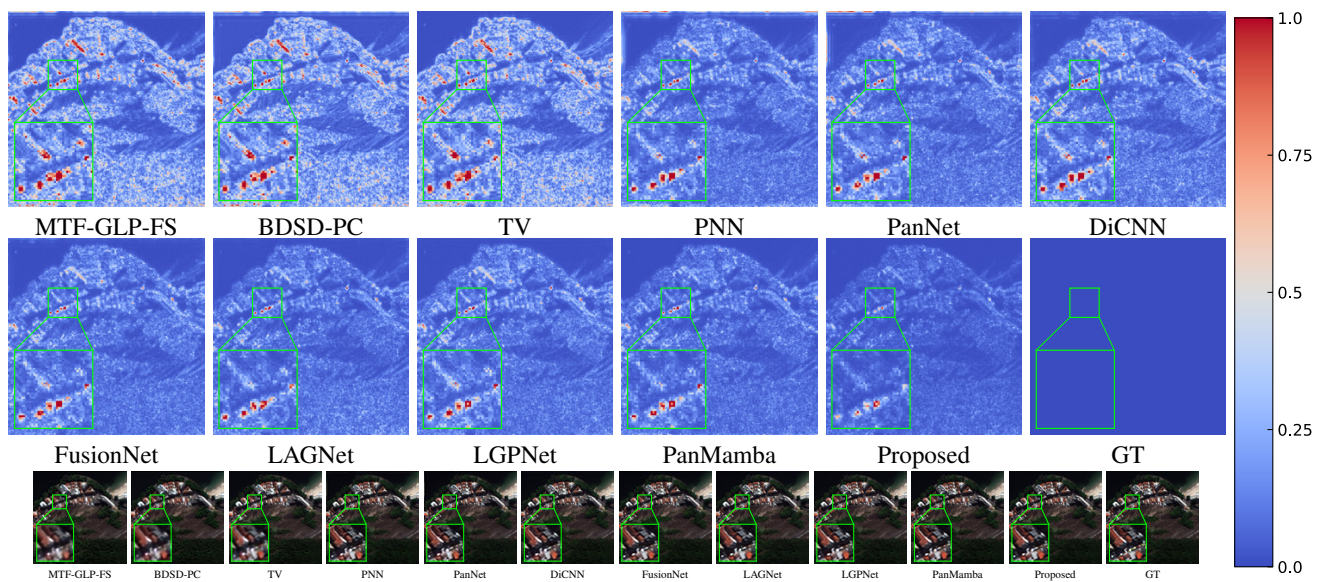 1.0
MTF-GLP-FS BDSD-PC TV PNN PanNet DiCNN
0.75
0.5
FusionNet LAGNet LGPNet PanMamba Proposed GT
0.25
MTF-GLP-FS BDSD-PC TV PNN PanNet DiCNN FusionNet LAGNet LGPNet PanMamba Proposed GT
0.0